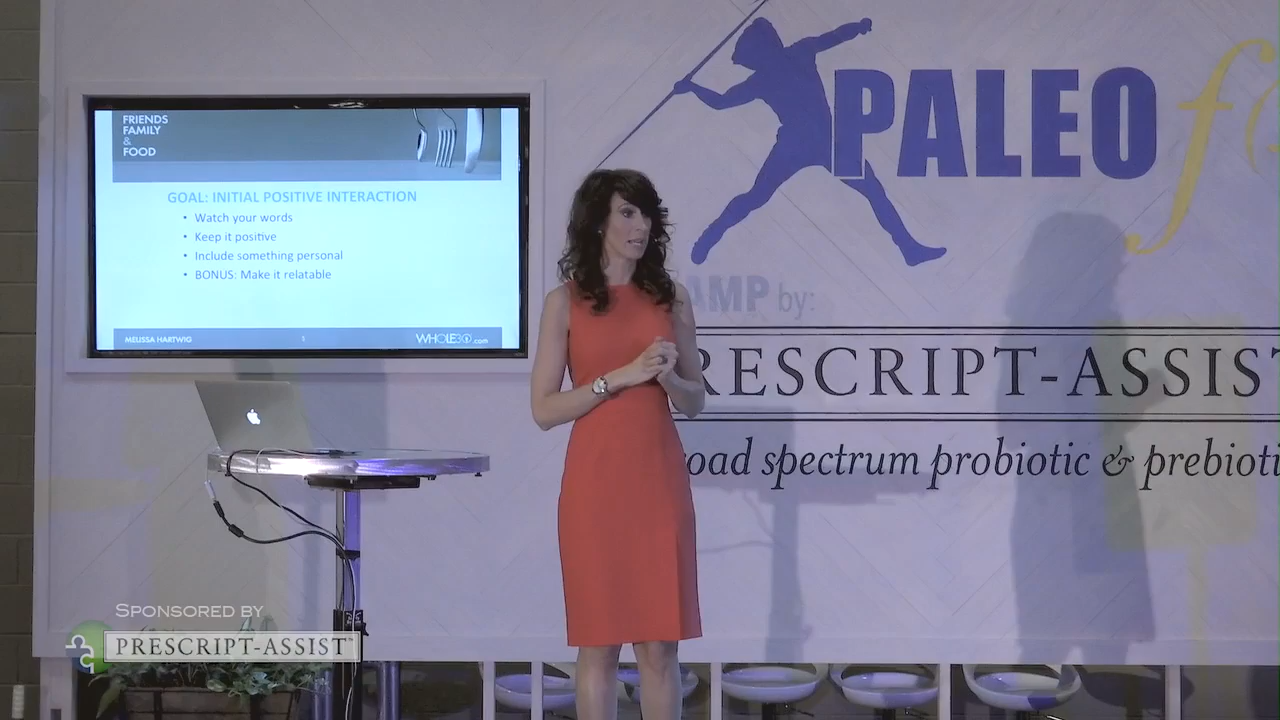 FRIENDS
FAMILY
&
FOOD
GOAL: INITIAL POSITIVE INTERACTION
• Watch your words
• Keep it positive
• Include something personal
• BONUS: Make it relatable
MELISSA HARTWIG
WHOLE30.com
PALEO f
AMP by:
RESCRIPT-ASSIST
road spectrum probiotic & prebioti
SPONSORED BY
PRESCRIPT-ASSIST